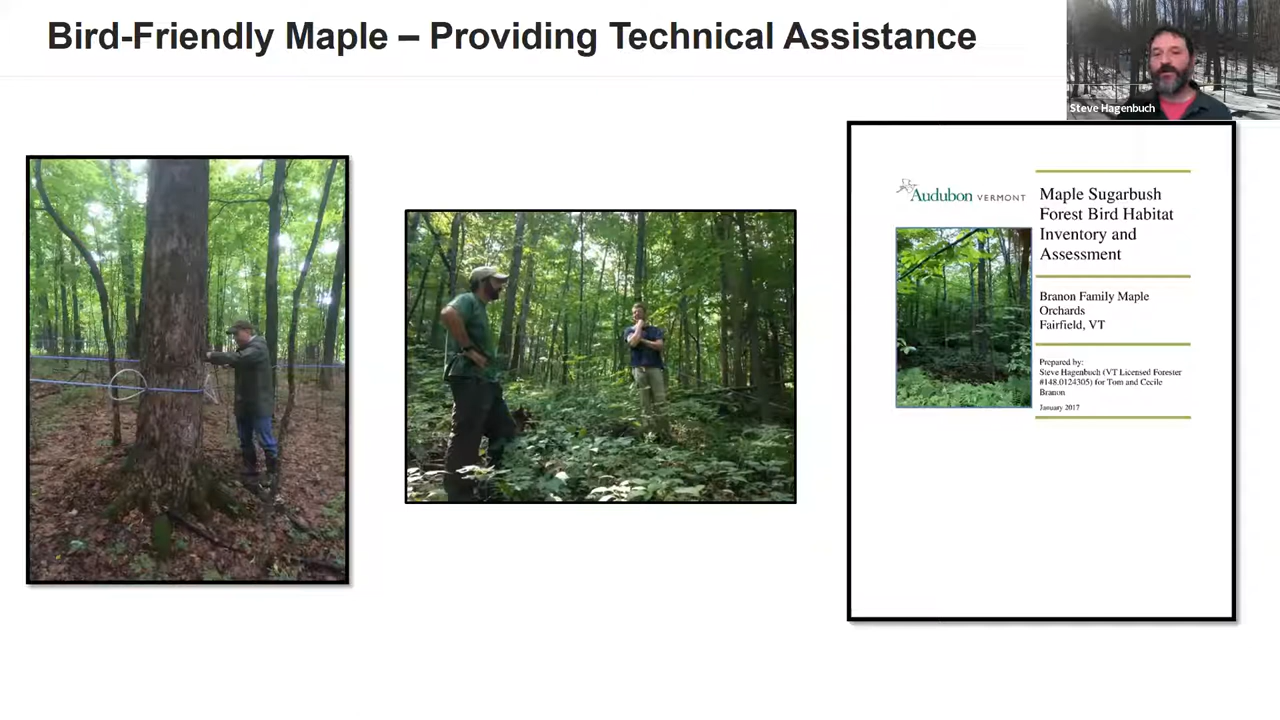 Bird-Friendly Maple – Providing Technical Assistance
Steve Hagenbuch
Audubon VERMONT
Maple Sugarbush
Forest Bird Habitat
Inventory and
Assessment
Branon Family Maple
Orchards
Fairfield, VT
Prepared by:
Steve Hagenbuch (VT Licensed Forester
#148.0124305) for Tom and Cecile
Branon
January 2017